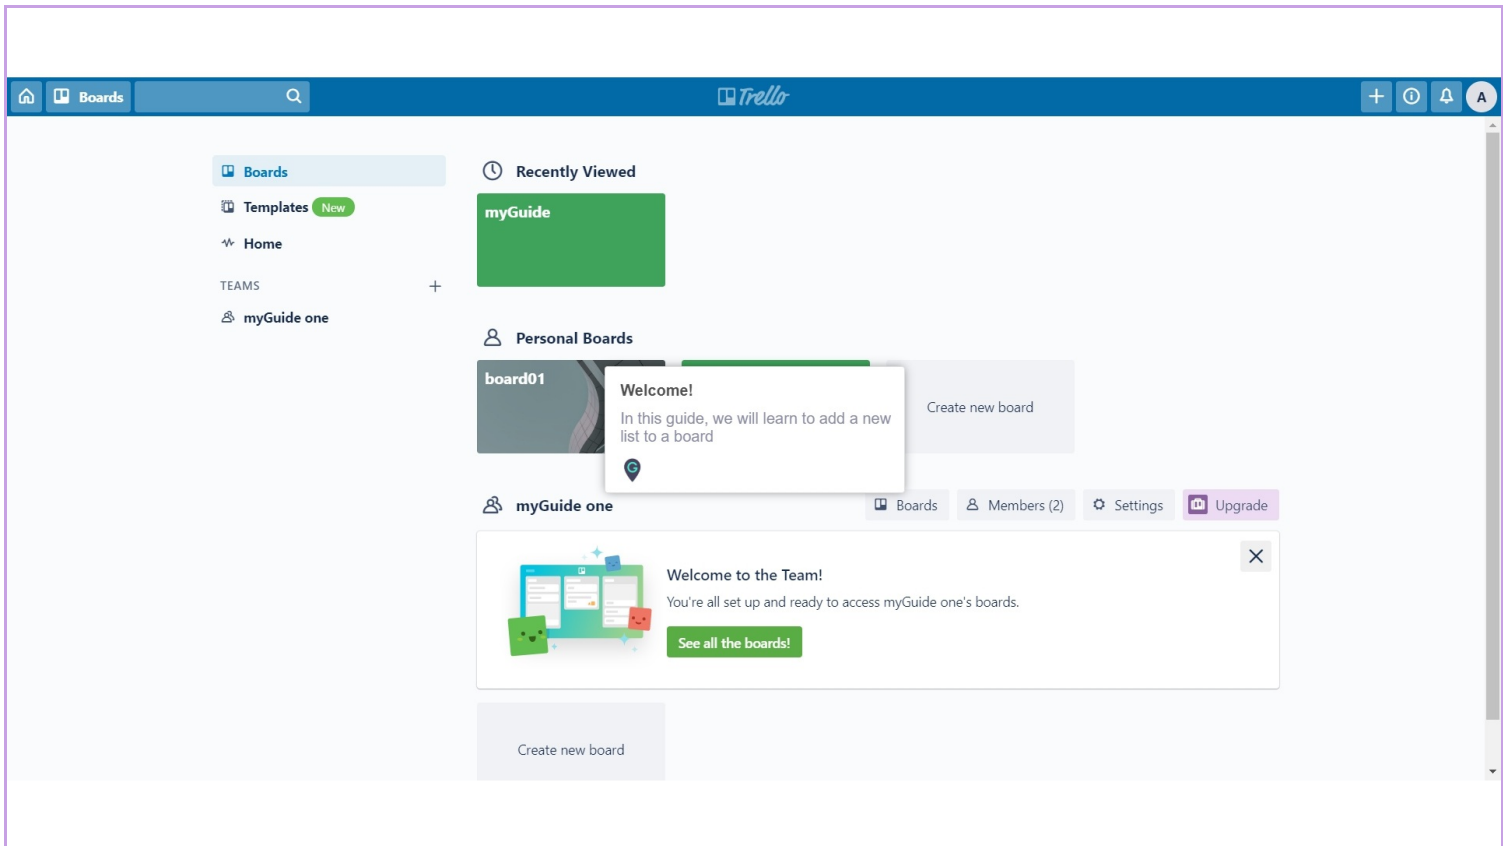 Boards
Trello
A
Boards
Templates New
Home
TEAMS
myGuide one
Recently Viewed
myGuide
Personal Boards
board01
Create new board
Welcome!
In this guide, we will learn to add a new
list to a board
G
myGuide one
Boards
Members (2)
Settings
Upgrade
Welcome to the Team!
You're all set up and ready to access myGuide one's boards.
See all the boards!
Create new board